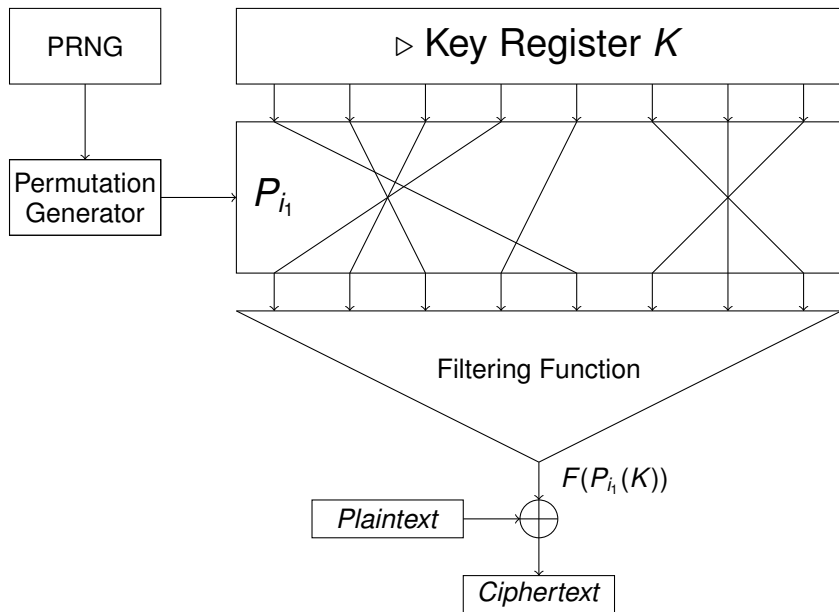 PRNG
▷ Key Register K
Permutation
Generator
P_{i_1}
Filtering Function
F(P_{i_1}(K))
Plaintext
Ciphertext